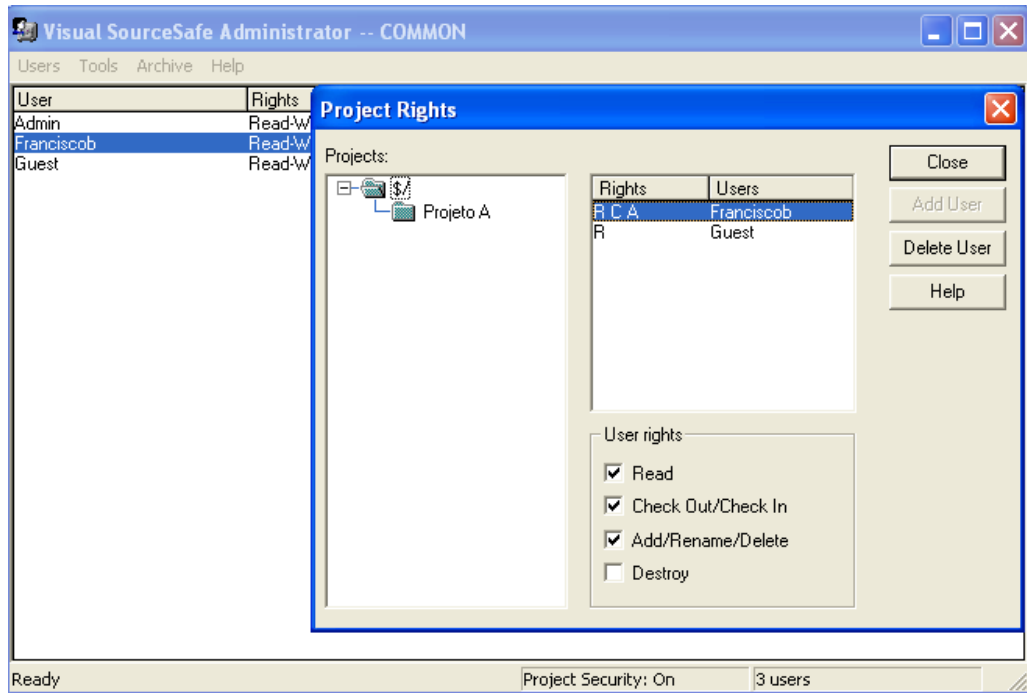 Visual SourceSafe Administrator -- COMMON
Users Tools Archive Help
User Rights
Admin Read-W
Franciscob Read-W
Guest Read-W
Project Rights
Projects:
$/
Projeto A
Rights Users
R C A Franciscob
R Guest
Close
Add User
Delete User
Help
User rights
Read
Check Out/Check In
Add/Rename/Delete
Destroy
Ready Project Security: On 3 users